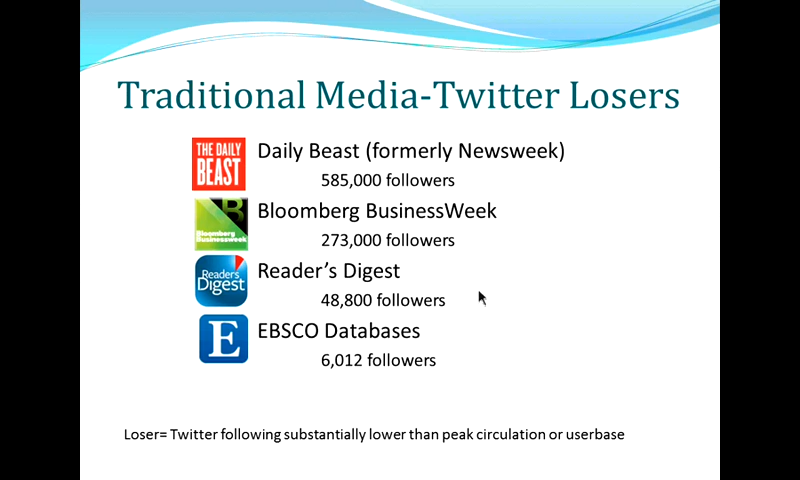 Traditional Media-Twitter Losers
THE DAILY
BEAST
Daily Beast (formerly Newsweek)
585,000 followers
B
Bloomberg
Businessweek
Bloomberg BusinessWeek
273,000 followers
Readers
Digest
Reader’s Digest
48,800 followers
E
EBSCO Databases
6,012 followers
Loser= Twitter following substantially lower than peak circulation or userbase